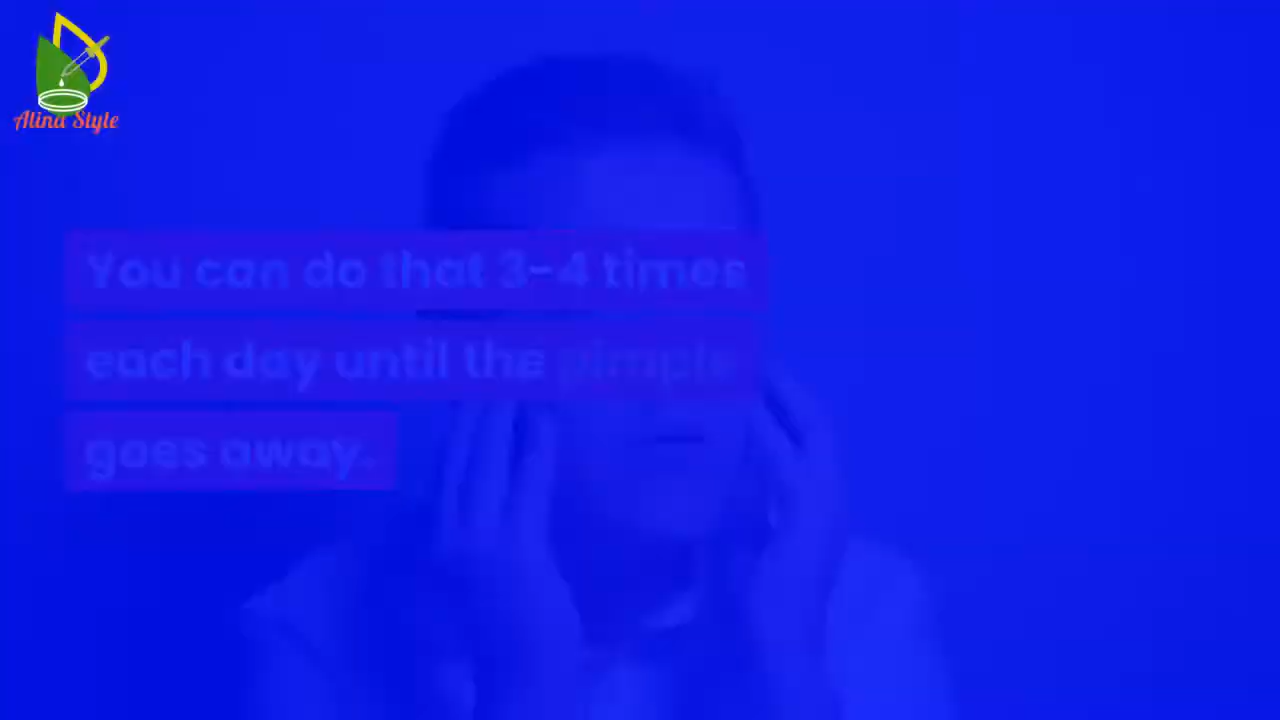 Alina Style
You can do that 3-4 times
each day until the pimple
goes away.